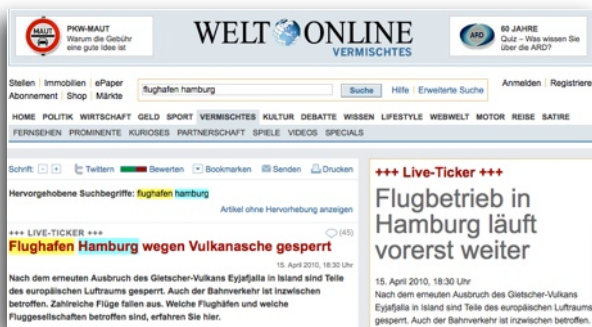 PKW-MAUT
Warum die Gebühr
eine gute Idee ist
MAUT
WELT ONLINE
VERMISCHTES
ARD
60 JAHRE
Quiz – Was wissen Sie
über die ARD?
Stellen | Immobilien | ePaper
Abonnement | Shop | Märkte
flughafen hamburg
Suche
Hilfe | Erweiterte Suche
Anmelden | Registriere
HOME POLITIK WIRTSCHAFT GELD SPORT VERMISCHTES KULTUR DEBATTE WISSEN LIFESTYLE WEBWELT MOTOR REISE SATIRE
FERNSEHEN PROMINENTE KURIOSES PARTNERSCHAFT SPIELE VIDEOS SPECIALS
Schrift: - + Twittern Bewerten Bookmarken Senden Drucken
Hervorgehobene Suchbegriffe: flughafen hamburg
Artikel ohne Hervorhebung anzeigen
+++ LIVE-TICKER +++ (45)
Flughafen Hamburg wegen Vulkanasche gesperrt
15. April 2010, 18:30 Uhr
Nach dem erneuten Ausbruch des Gletscher-Vulkans Eyjafjalla in Island sind Teile
des europäischen Luftraums gesperrt. Auch der Bahnverkehr ist inzwischen
betroffen. Zahlreiche Flüge fallen aus. Welche Flughäfen und welche
Fluggesellschaften betroffen sind, erfahren Sie hier.
+++ Live-Ticker +++
Flugbetrieb in
Hamburg läuft
vorerst weiter
15. April 2010, 18:30 Uhr
Nach dem erneuten Ausbruch des Gletscher-Vulkans
Eyjafjalla in Island sind Teile des europäischen Luftraums
gesperrt. Auch der Bahnverkehr ist inzwischen betroffen.